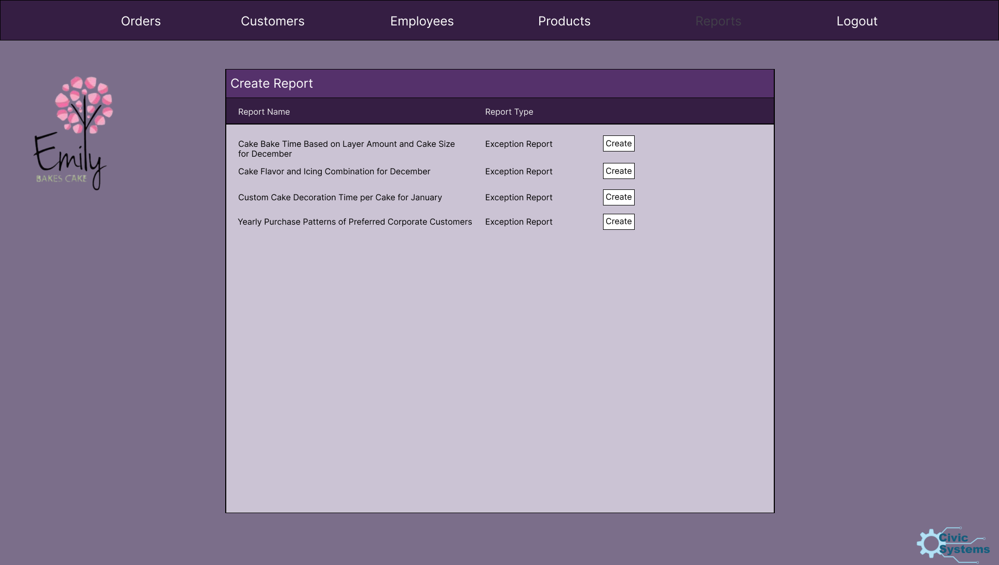 Orders Customers Employees Products Reports Logout
Emily
BAKES CAKE
Create Report
Report Name Report Type
Cake Bake Time Based on Layer Amount and Cake Size Exception Report Create
for December
Cake Flavor and Icing Combination for December Exception Report Create
Custom Cake Decoration Time per Cake for January Exception Report Create
Yearly Purchase Patterns of Preferred Corporate Customers Exception Report Create
Civic
Systems